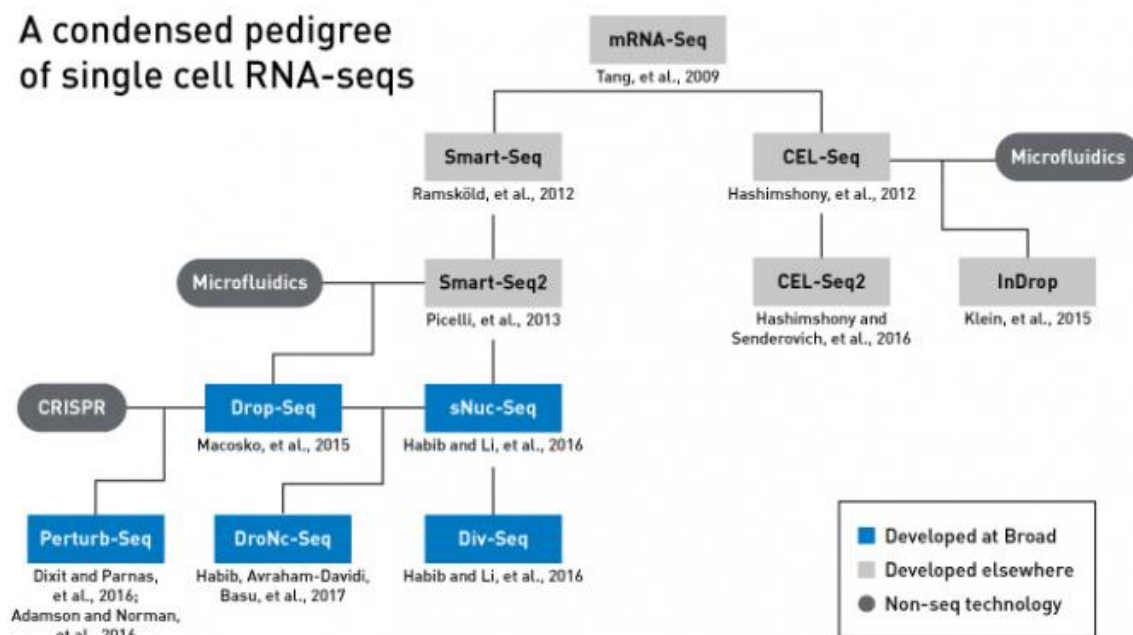 A condensed pedigree
of single cell RNA-seqs
mRNA-Seq
Tang, et al., 2009
Smart-Seq
Ramsköld, et al., 2012
CEL-Seq
Hashimshony, et al., 2012
Microfluidics
Microfluidics
Smart-Seq2
Picelli, et al., 2013
CEL-Seq2
Hashimshony and
Senderovich, et al., 2016
InDrop
Klein, et al., 2015
CRISPR
Drop-Seq
Macosko, et al., 2015
sNuc-Seq
Habib and Li, et al., 2016
Perturb-Seq
Dixit and Parnas,
et al., 2016;
Adamson and Norman,
et al., 2016
DroNc-Seq
Habib, Avraham-Davidi,
Basu, et al., 2017
Div-Seq
Habib and Li, et al., 2016
Developed at Broad
Developed elsewhere
Non-seq technology